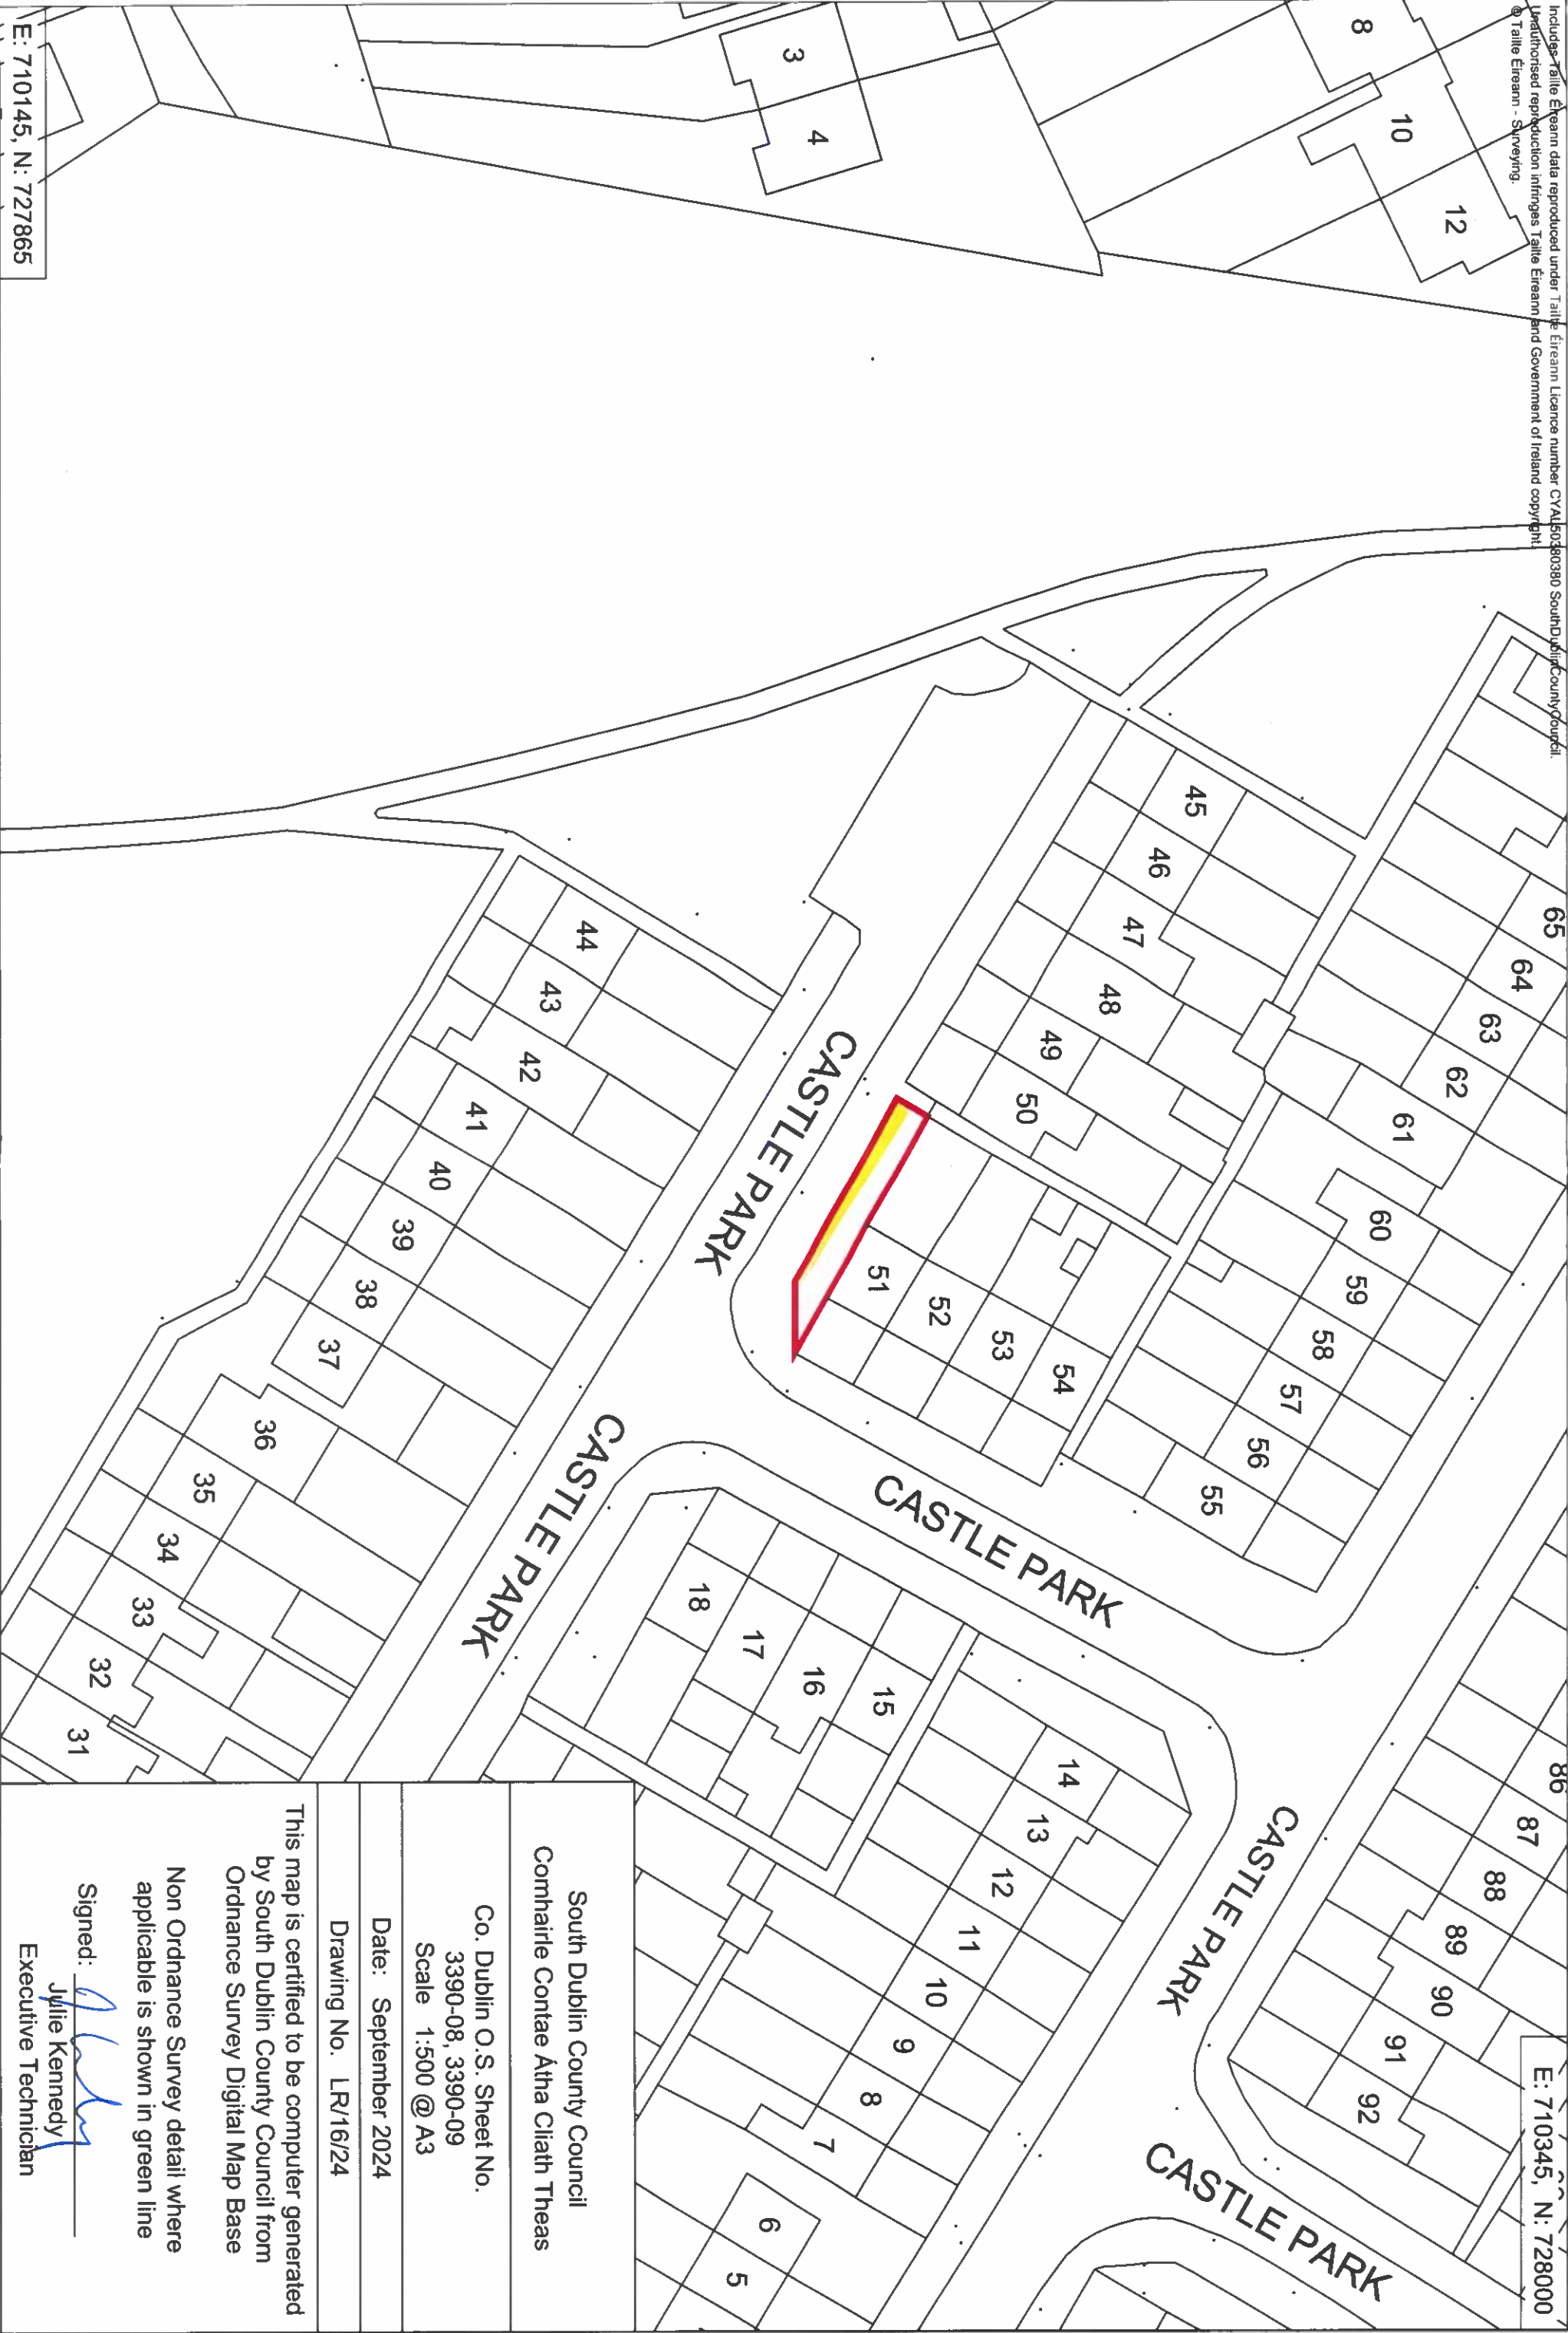 Includes Tailte Éireann data reproduced under Tailte Éireann Licence number CYAL50380380 SouthDublinCountyCouncil.
Unauthorised reproduction infringes Tailte Éireann and Government of Ireland copyright.
© Tailte Éireann - Surveying.
E: 710345, N: 728000
8
10
12
65
64
63
62
61
60
59
58
57
56
55
86
87
88
89
90
91
92
CASTLE PARK
CASTLE PARK
3
4
45
46
47
48
49
50
51
52
53
54
CASTLE PARK
CASTLE PARK
14
13
12
11
10
9
8
7
6
5
15
16
17
18
CASTLE PARK
44
43
42
41
40
39
38
37
36
35
34
33
32
31
E: 710145, N: 727865
South Dublin County Council
Comhairle Contae Átha Cliath Theas
Co. Dublin O.S. Sheet No.
3390-08, 3390-09
Scale 1:500 @ A3
Date: September 2024
Drawing No. LR/16/24
This map is certified to be computer generated
by South Dublin County Council from
Ordnance Survey Digital Map Base
Non Ordnance Survey detail where
applicable is shown in green line
Signed:
Julie Kennedy
Executive Technician